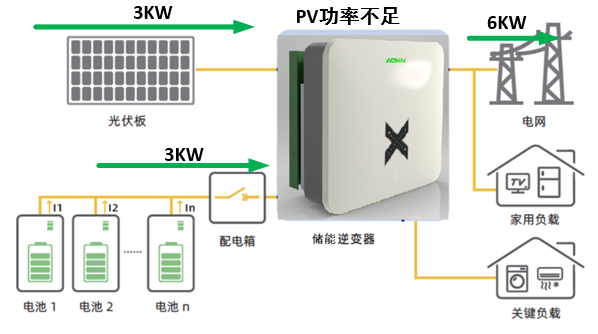 3KW
PV功率不足
6KW
AOHAI
光伏板
电网
3KW
I1
I2
In
TV
配电箱
家用负载
储能逆变器
······
电池 1
电池 2
电池 n
关键负载